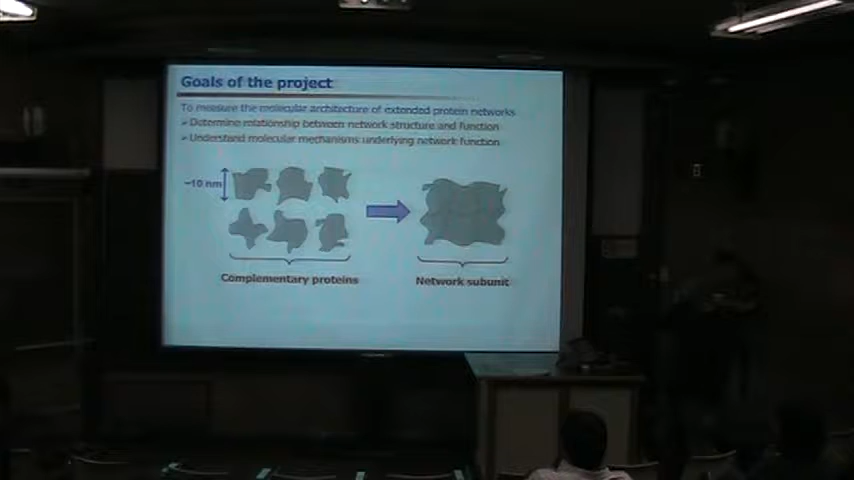 Goals of the project
To measure the molecular architecture of extended protein networks
➢Determine relationship between network structure and function
➢Understand molecular mechanisms underlying network function
~10 nm
Complementary proteins
Network subunit